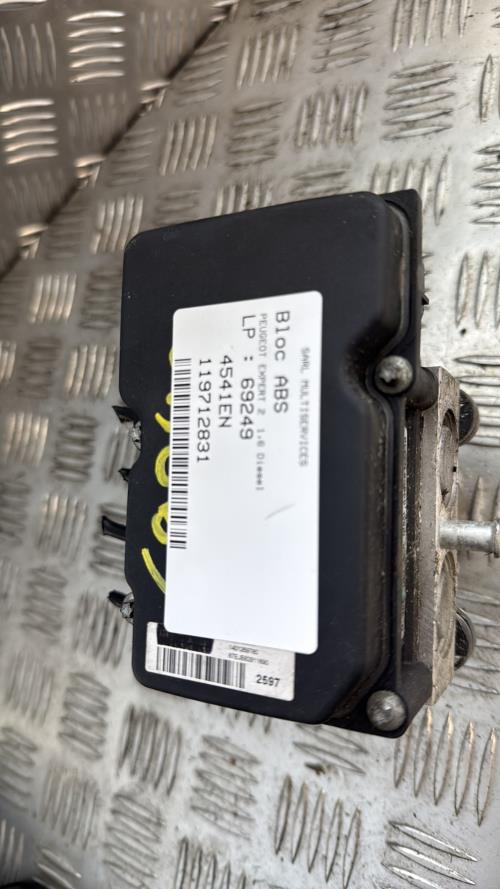 SARL MULTISERVICES
Bloc ABS
PEUGEOT EXPERT 2 1,6 Diesel
LP : 69249
4541EN
119712831
2597